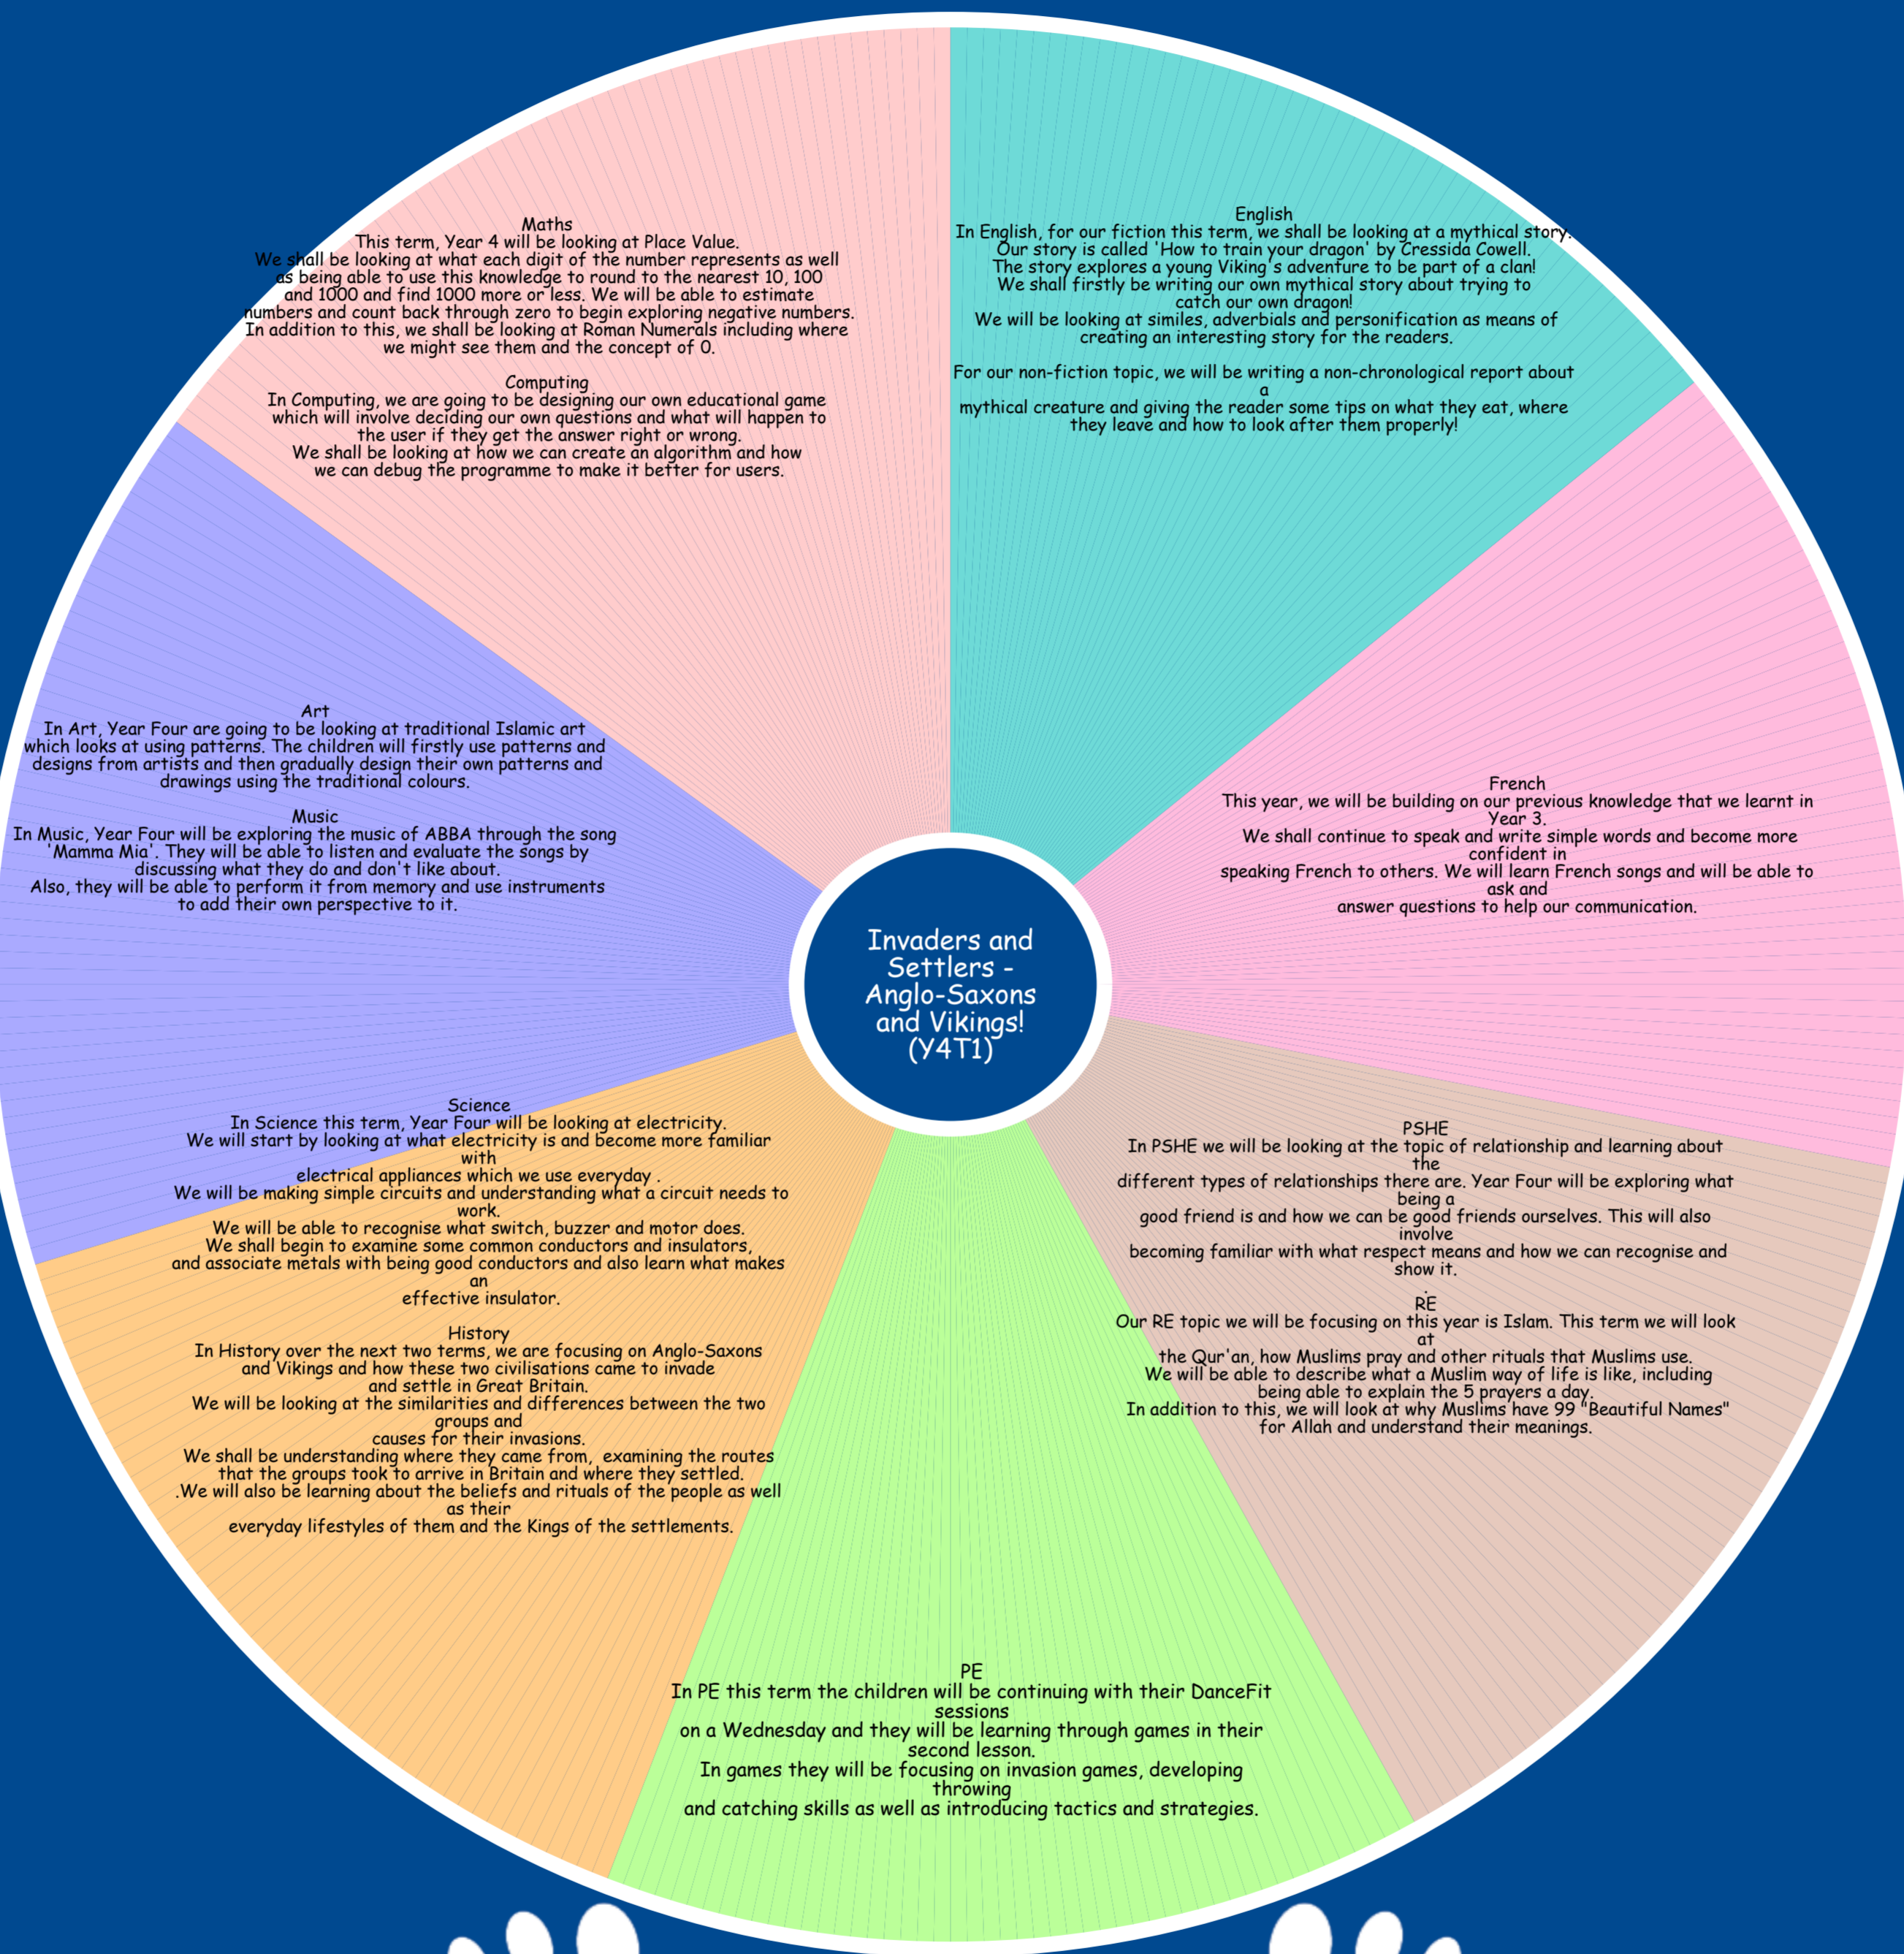 Maths
This term, Year 4 will be looking at Place Value.
We shall be looking at what each digit of the number represents as well
as being able to use this knowledge to round to the nearest 10, 100
and 1000 and find 1000 more or less. We will be able to estimate
numbers and count back through zero to begin exploring negative numbers.
In addition to this, we shall be looking at Roman Numerals including where
we might see them and the concept of 0.
Computing
In Computing, we are going to be designing our own educational game
which will involve deciding our own questions and what will happen to
the user if they get the answer right or wrong.
We shall be looking at how we can create an algorithm and how
we can debug the programme to make it better for users.
English
In English, for our fiction this term, we shall be looking at a mythical story.
Our story is called 'How to train your dragon' by Cressida Cowell.
The story explores a young Viking's adventure to be part of a clan!
We shall firstly be writing our own mythical story about trying to
catch our own dragon!
We will be looking at similes, adverbials and personification as means of
creating an interesting story for the readers.
For our non-fiction topic, we will be writing a non-chronological report about
a
mythical creature and giving the reader some tips on what they eat, where
they leave and how to look after them properly!
Art
In Art, Year Four are going to be looking at traditional Islamic art
which looks at using patterns. The children will firstly use patterns and
designs from artists and then gradually design their own patterns and
drawings using the traditional colours.
Music
In Music, Year Four will be exploring the music of ABBA through the song
'Mamma Mia'. They will be able to listen and evaluate the songs by
discussing what they do and don't like about.
Also, they will be able to perform it from memory and use instruments
to add their own perspective to it.
French
This year, we will be building on our previous knowledge that we learnt in
Year 3.
We shall continue to speak and write simple words and become more
confident in
speaking French to others. We will learn French songs and will be able to
ask and
answer questions to help our communication.
Invaders and
Settlers -
Anglo-Saxons
and Vikings!
(Y4T1)
Science
In Science this term, Year Four will be looking at electricity.
We will start by looking at what electricity is and become more familiar
with
electrical appliances which we use everyday .
We will be making simple circuits and understanding what a circuit needs to
work.
We will be able to recognise what switch, buzzer and motor does.
We shall begin to examine some common conductors and insulators,
and associate metals with being good conductors and also learn what makes
an
effective insulator.
History
In History over the next two terms, we are focusing on Anglo-Saxons
and Vikings and how these two civilisations came to invade
and settle in Great Britain.
We will be looking at the similarities and differences between the two
groups and
causes for their invasions.
We shall be understanding where they came from,  examining the routes
that the groups took to arrive in Britain and where they settled.
.We will also be learning about the beliefs and rituals of the people as well
as their
everyday lifestyles of them and the Kings of the settlements.
PSHE
In PSHE we will be looking at the topic of relationship and learning about
the
different types of relationships there are. Year Four will be exploring what
being a
good friend is and how we can be good friends ourselves. This will also
involve
becoming familiar with what respect means and how we can recognise and
show it.
.
RE
Our RE topic we will be focusing on this year is Islam. This term we will look
at
the Qur'an, how Muslims pray and other rituals that Muslims use.
We will be able to describe what a Muslim way of life is like, including
being able to explain the 5 prayers a day.
In addition to this, we will look at why Muslims have 99 "Beautiful Names"
for Allah and understand their meanings.
PE
In PE this term the children will be continuing with their DanceFit
sessions
on a Wednesday and they will be learning through games in their
second lesson.
In games they will be focusing on invasion games, developing
throwing
and catching skills as well as introducing tactics and strategies.